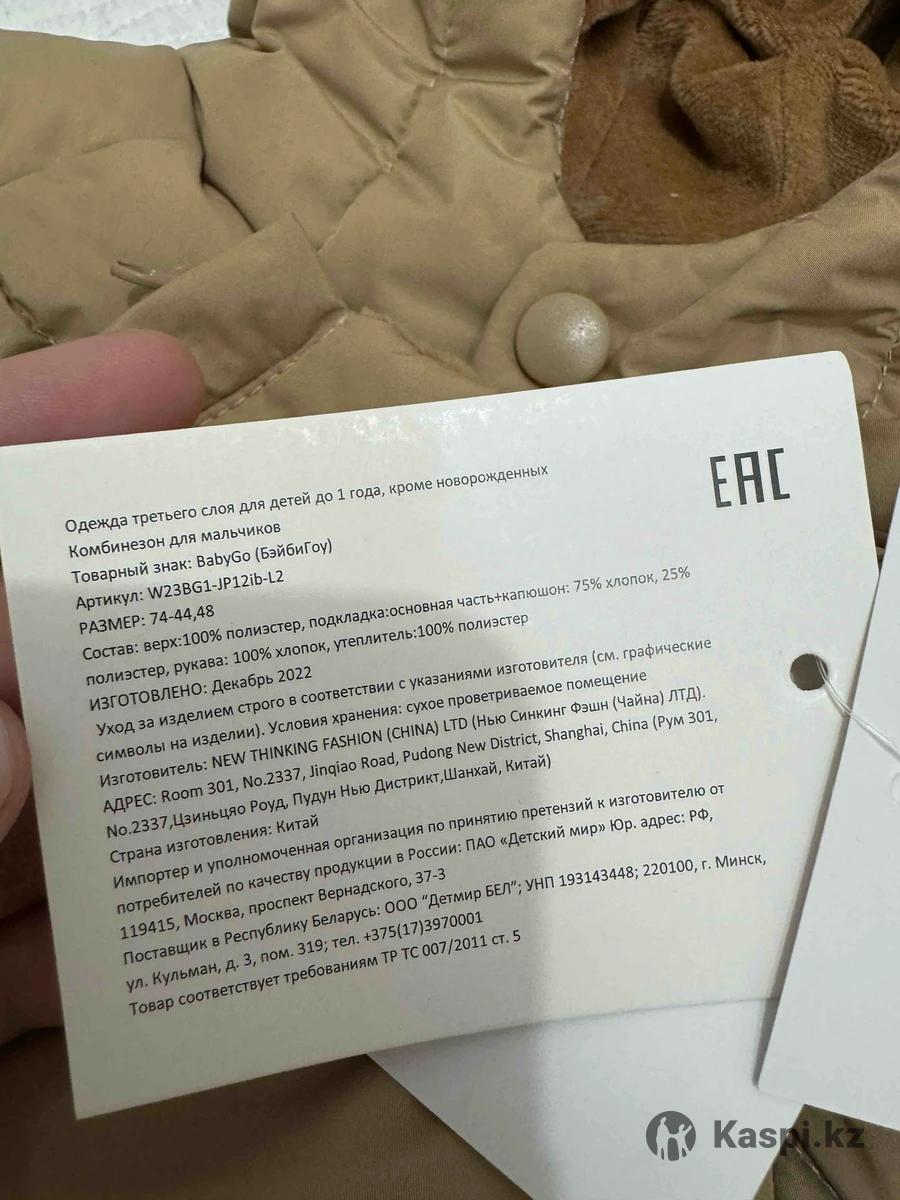 EAC
Одежда третьего слоя для детей до 1 года, кроме новорожденных
Комбинезон для мальчиков
Товарный знак: BabyGo (БэйбиГоу)
Артикул: W23BG1-JP12ib-L2
РАЗМЕР: 74-44,48
Состав: верх:100% полиэстер, подкладка:основная часть+капюшон: 75% хлопок, 25%
полиэстер, рукава: 100% хлопок, утеплитель:100% полиэстер
ИЗГОТОВЛЕНО: Декабрь 2022
Уход за изделием строго в соответствии с указаниями изготовителя (см. графические
символы на изделии). Условия хранения: сухое проветриваемое помещение
Изготовитель: NEW THINKING FASHION (CHINA) LTD (Нью Синкинг Фэшн (Чайна) ЛТД).
АДРЕС: Room 301, No.2337, Jinqiao Road, Pudong New District, Shanghai, China (Рум 301,
No.2337,Цзиньцяо Роуд, Пудун Нью Дистрикт,Шанхай, Китай)
Страна изготовления: Китай
Импортер и уполномоченная организация по принятию претензий к изготовителю от
потребителей по качеству продукции в России: ПАО «Детский мир» Юр. адрес: РФ,
119415, Москва, проспект Вернадского, 37-3
Поставщик в Республику Беларусь: ООО “Детмир БЕЛ”; УНП 193143448; 220100, г. Минск,
ул. Кульман, д. 3, пом. 319; тел. +375(17)3970001
Товар соответствует требованиям ТР ТС 007/2011 ст. 5
Kaspi.kz